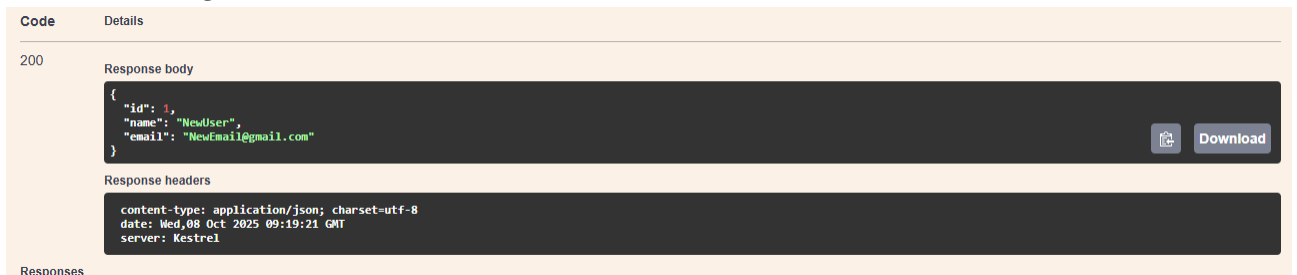 Code Details
200
Response body
{
"id": 1,
"name": "NewUser",
"email": "NewEmail@gmail.com"
}
Download
Response headers
content-type: application/json; charset=utf-8
date: Wed,08 Oct 2025 09:19:21 GMT
server: Kestrel
Responses